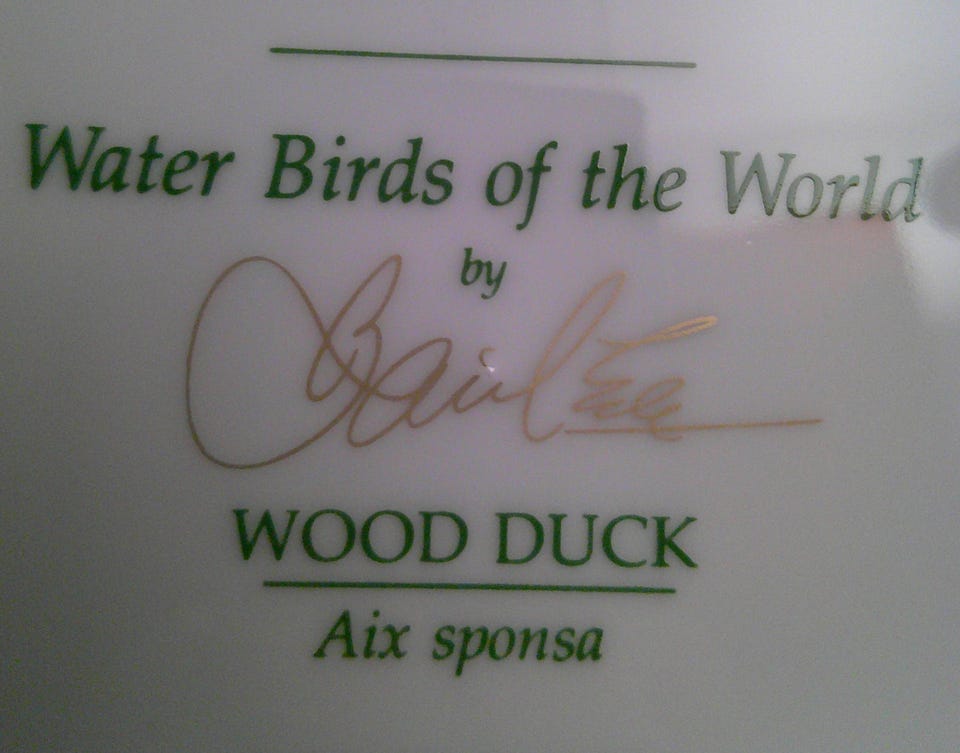 Water Birds of the World
by
WOOD DUCK
Aix sponsa